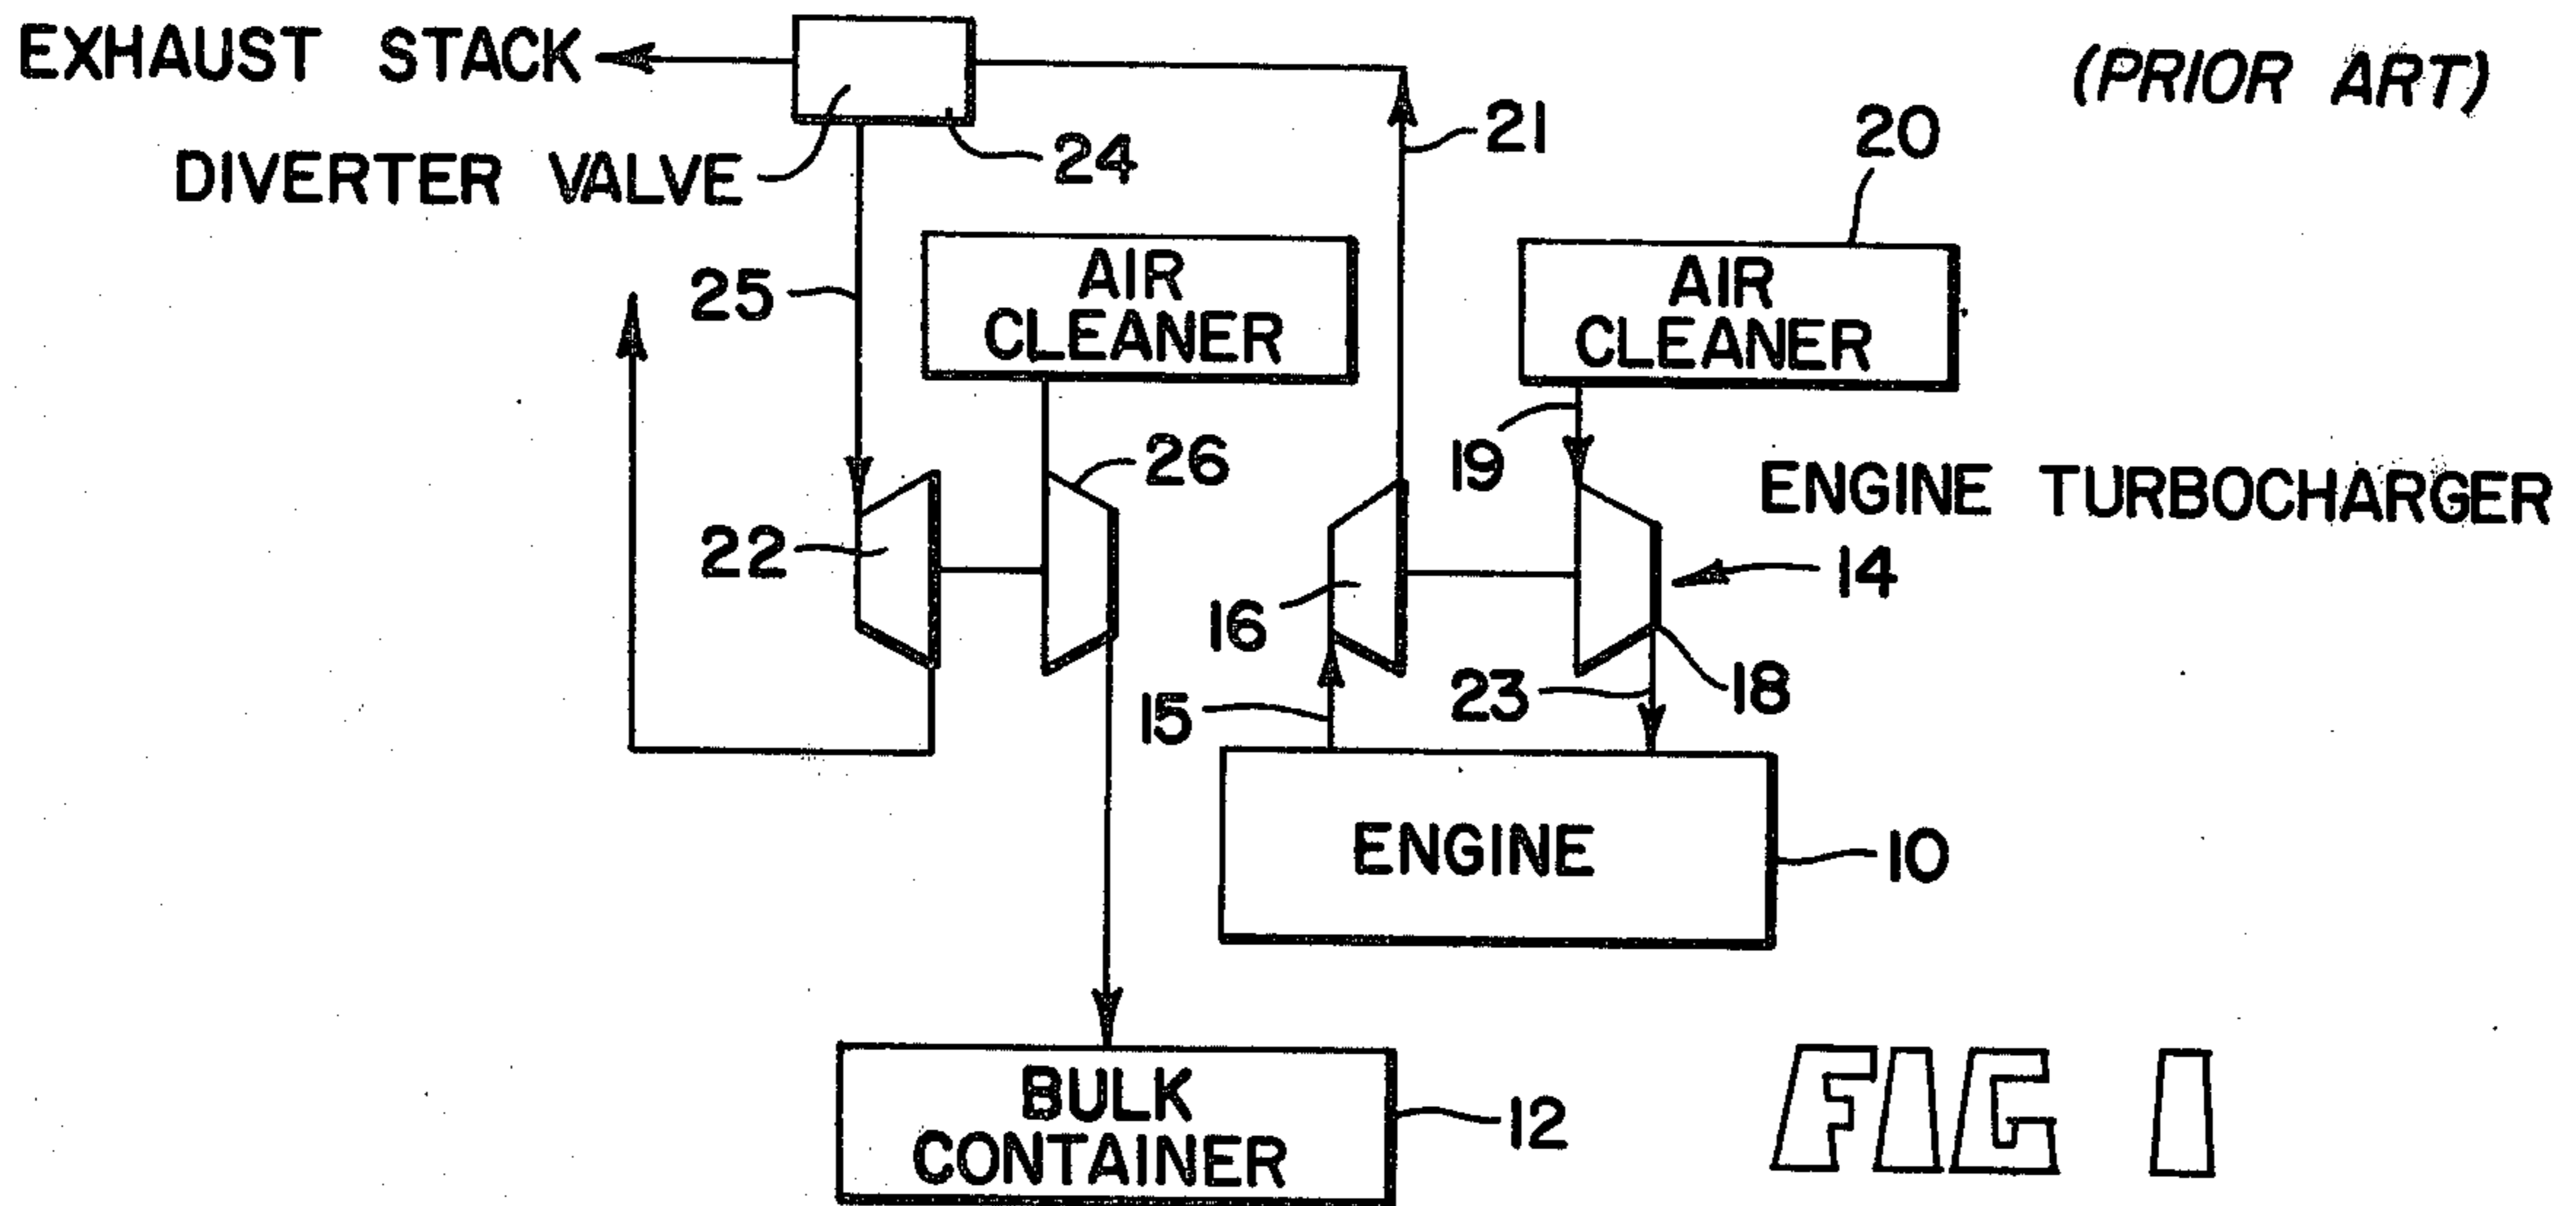 EXHAUST STACK
(PRIOR ART)
21
20
24
DIVERTER VALVE
25
AIR
CLEANER
AIR
CLEANER
26
19
ENGINE TURBOCHARGER
22
14
16
23
18
15
ENGINE
10
BULK
CONTAINER
12
FIG 1